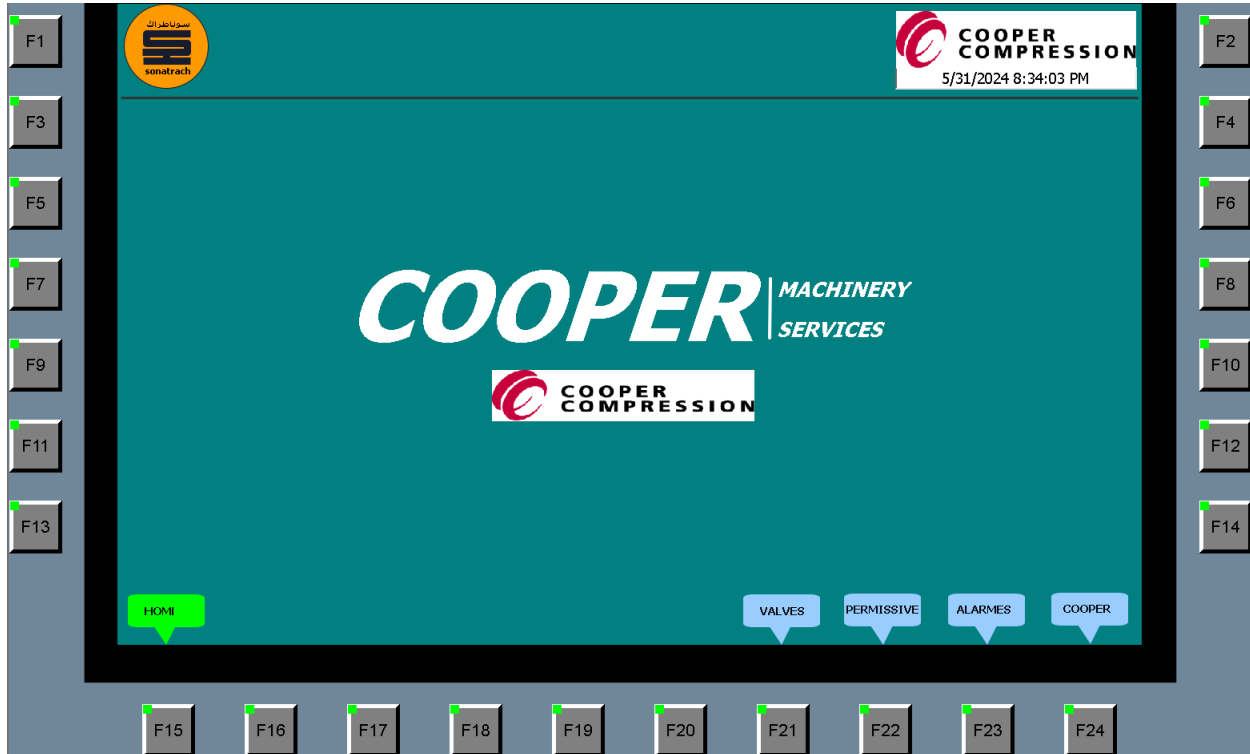 F1
سوناطراك
sonatrach
COOPER
COMPRESSION
5/31/2024 8:34:03 PM
F2
F3
F4
F5
F6
F7
F8
COOPER
MACHINERY
SERVICES
F9
F10
COOPER
COMPRESSION
F11
F12
F13
F14
HOMI
VALVES
PERMISSIVE
ALARMES
COOPER
F15
F16
F17
F18
F19
F20
F21
F22
F23
F24